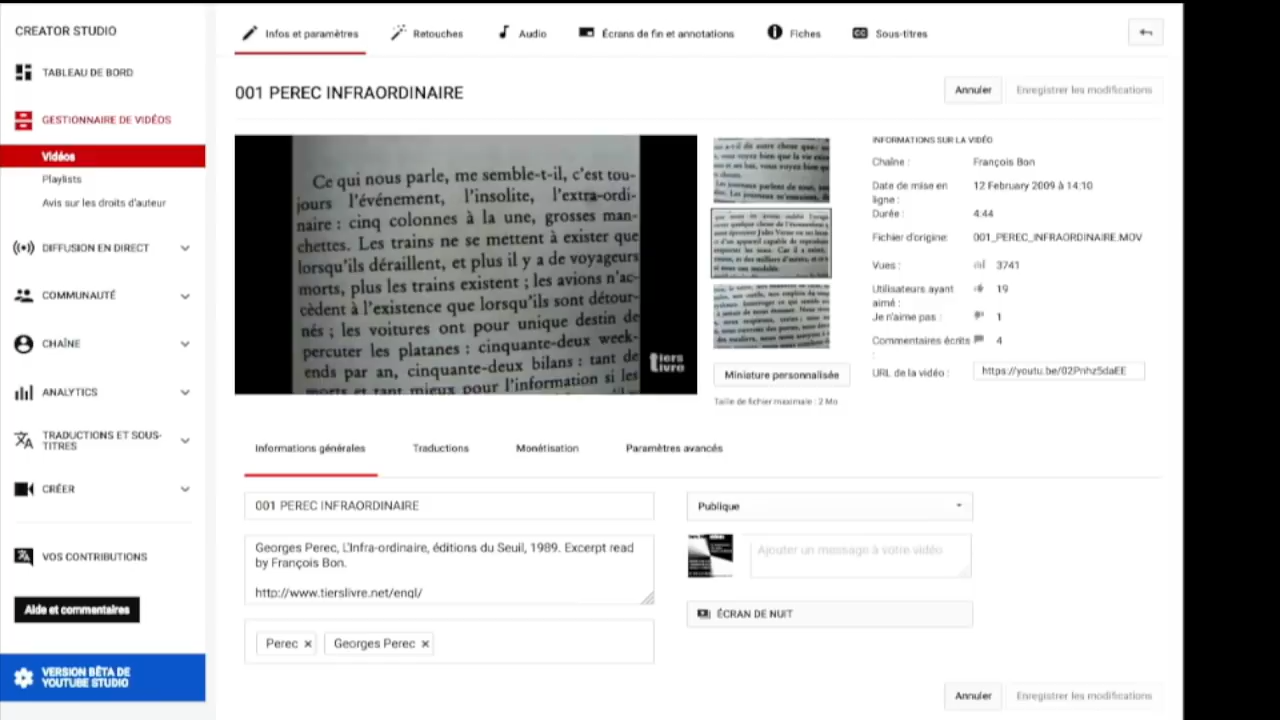 CREATOR STUDIO
TABLEAU DE BORD
GESTIONNAIRE DE VIDÉOS
Vidéos
Playlists
Avis sur les droits d'auteur
DIFFUSION EN DIRECT
COMMUNAUTÉ
CHAÎNE
ANALYTICS
TRADUCTIONS ET SOUS-
TITRES
CRÉER
VOS CONTRIBUTIONS
Aide et commentaires
VERSION BÊTA DE
YOUTUBE STUDIO
Infos et paramètres
Retouches
Audio
Écrans de fin et annotations
Fiches
CC Sous-titres
001 PEREC INFRAORDINAIRE
Annuler
Enregistrer les modifications
Ce qui nous parle, me semble-t-il, c'est tou-
jours l'événement, l'insolite, l'extra-ordi-
naire : cinq colonnes à la une, grosses man-
chettes. Les trains ne se mettent à exister que
lorsqu'ils déraillent, et plus il y a de voyageurs
morts, plus les trains existent ; les avions n'ac-
cèdent à l'existence que lorsqu'ils sont détour-
nés ; les voitures ont pour unique destin de
percuter les platanes : cinquante-deux week-
ends par an, cinquante-deux bilans : tant de
morts et tant mieux pour l'information si les
tiers
livre
Miniature personnalisée
Taille de fichier maximale : 2 Mo
INFORMATIONS SUR LA VIDÉO
Chaîne : François Bon
Date de mise en 12 February 2009 à 14:10
ligne :
Durée : 4:44
Fichier d'origine: 001_PEREC_INFRAORDINAIRE.MOV
Vues : 3741
Utilisateurs ayant 19
aimé :
Je n'aime pas : 1
Commentaires écrits 4
:
URL de la vidéo : https://youtu.be/02Pnhz5daEE
Informations générales
Traductions
Monétisation
Paramètres avancés
001 PEREC INFRAORDINAIRE
Georges Perec, L'Infra-ordinaire, éditions du Seuil, 1989. Excerpt read
by François Bon.
http://www.tierslivre.net/engl/
Perec ×
Georges Perec ×
Publique
Ajouter un message à votre vidéo
ÉCRAN DE NUIT
Annuler
Enregistrer les modifications